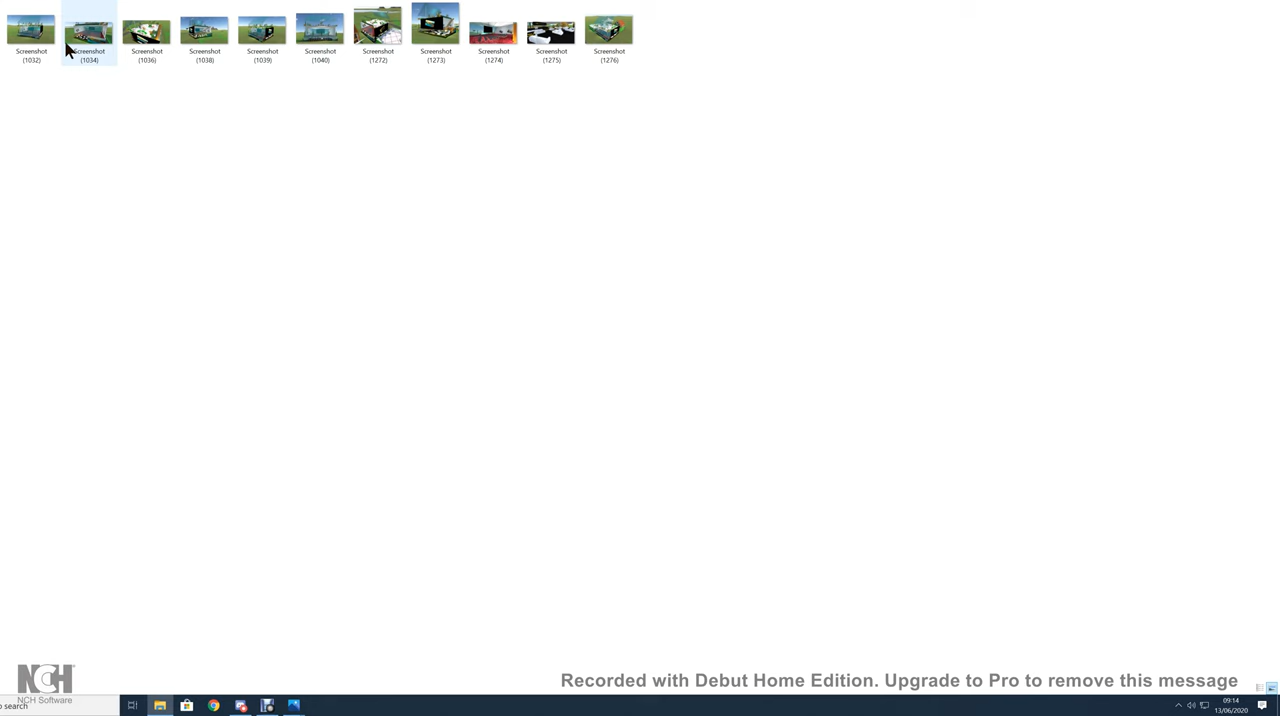 Screenshot (1032)
Screenshot (1034)
Screenshot (1036)
Screenshot (1038)
Screenshot (1039)
Screenshot (1040)
Screenshot (1272)
Screenshot (1273)
Screenshot (1274)
Screenshot (1275)
Screenshot (1276)
NCH
NCH Software
Recorded with Debut Home Edition. Upgrade to Pro to remove this message
o search
09:14
13/06/2020